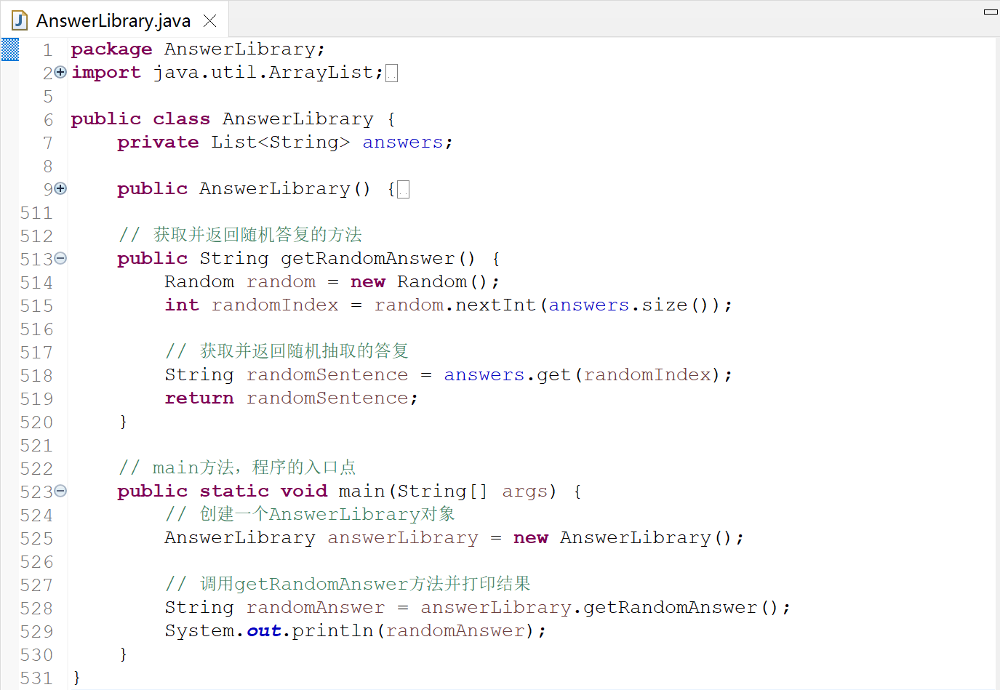 AnswerLibrary.java
1 package AnswerLibrary;
2 import java.util.ArrayList;
5
6 public class AnswerLibrary {
7     private List<String> answers;
8
9     public AnswerLibrary() {
511
512     // 获取并返回随机答复的方法
513     public String getRandomAnswer() {
514         Random random = new Random();
515         int randomIndex = random.nextInt(answers.size());
516
517         // 获取并返回随机抽取的答复
518         String randomSentence = answers.get(randomIndex);
519         return randomSentence;
520     }
521
522     // main方法，程序的入口点
523     public static void main(String[] args) {
524         // 创建一个AnswerLibrary对象
525         AnswerLibrary answerLibrary = new AnswerLibrary();
526
527         // 调用getRandomAnswer方法并打印结果
528         String randomAnswer = answerLibrary.getRandomAnswer();
529         System.out.println(randomAnswer);
530     }
531 }